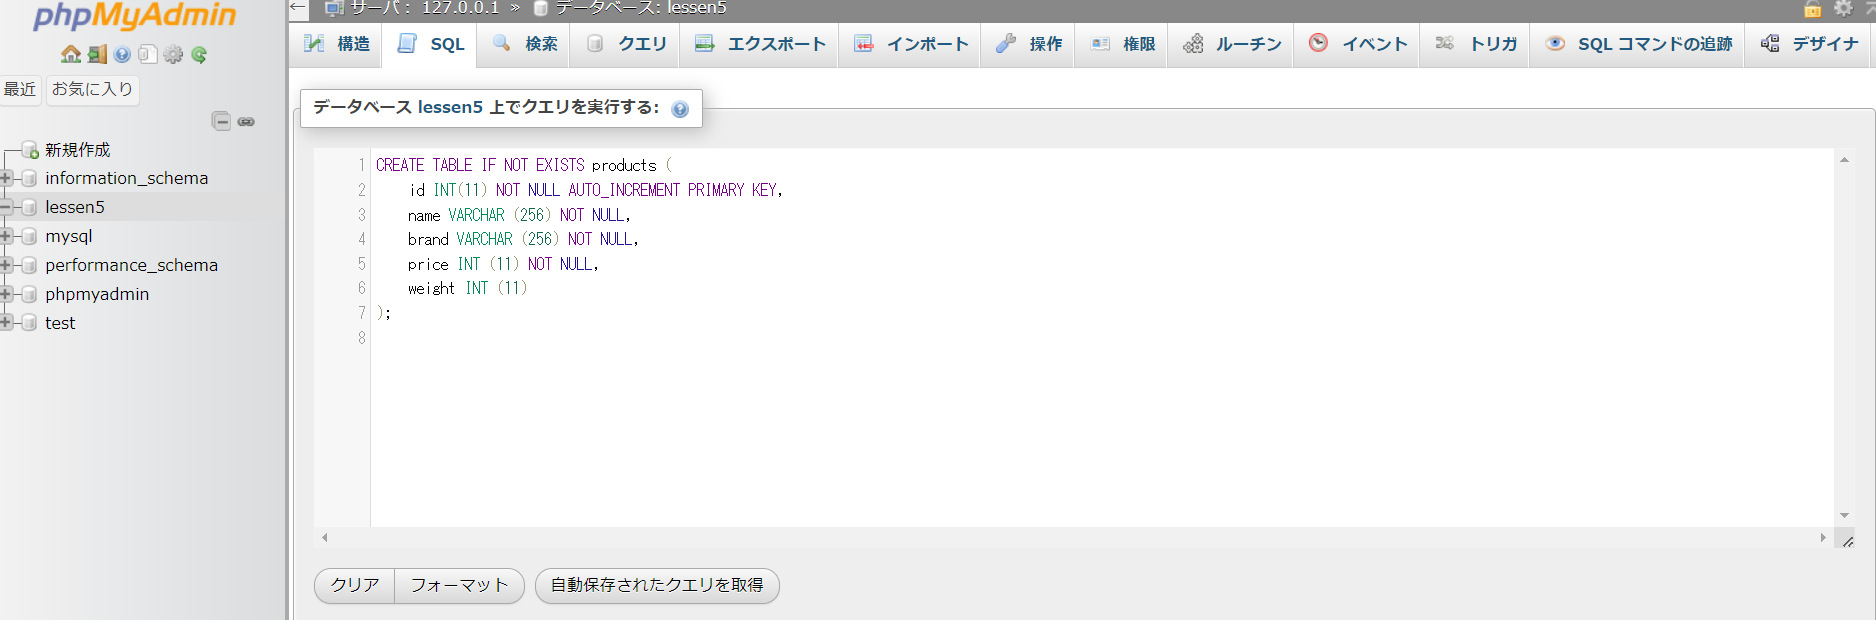 phpMyAdmin
最近 お気に入り
新規作成
information_schema
lessen5
mysql
performance_schema
phpmyadmin
test
サーバ: 127.0.0.1 » データベース: lessen5
構造 SQL 検索 クエリ エクスポート インポート 操作 権限 ルーチン イベント トリガ SQL コマンドの追跡 デザイナ
データベース lessen5 上でクエリを実行する:
1 CREATE TABLE IF NOT EXISTS products (
2 id INT(11) NOT NULL AUTO_INCREMENT PRIMARY KEY,
3 name VARCHAR (256) NOT NULL,
4 brand VARCHAR (256) NOT NULL,
5 price INT (11) NOT NULL,
6 weight INT (11)
7 );
8
クリア フォーマット 自動保存されたクエリを取得